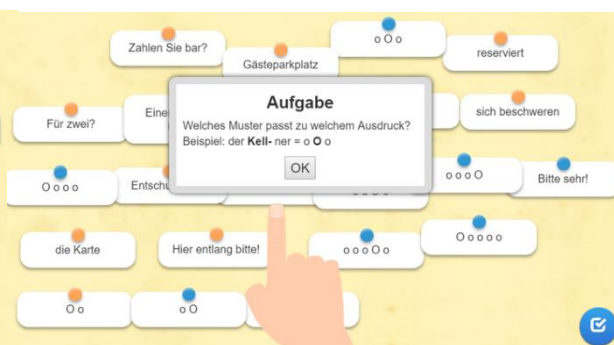 Zahlen Sie bar?
o O o
reserviert
Gästeparkplatz
Aufgabe
Welches Muster passt zu welchem Ausdruck?
Beispiel: der Kell- ner = o O o
OK
Für zwei?
sich beschweren
O o o o
o o o O
Bitte sehr!
die Karte
Hier entlang bitte!
o o o O o
O o o o o
O o
o O